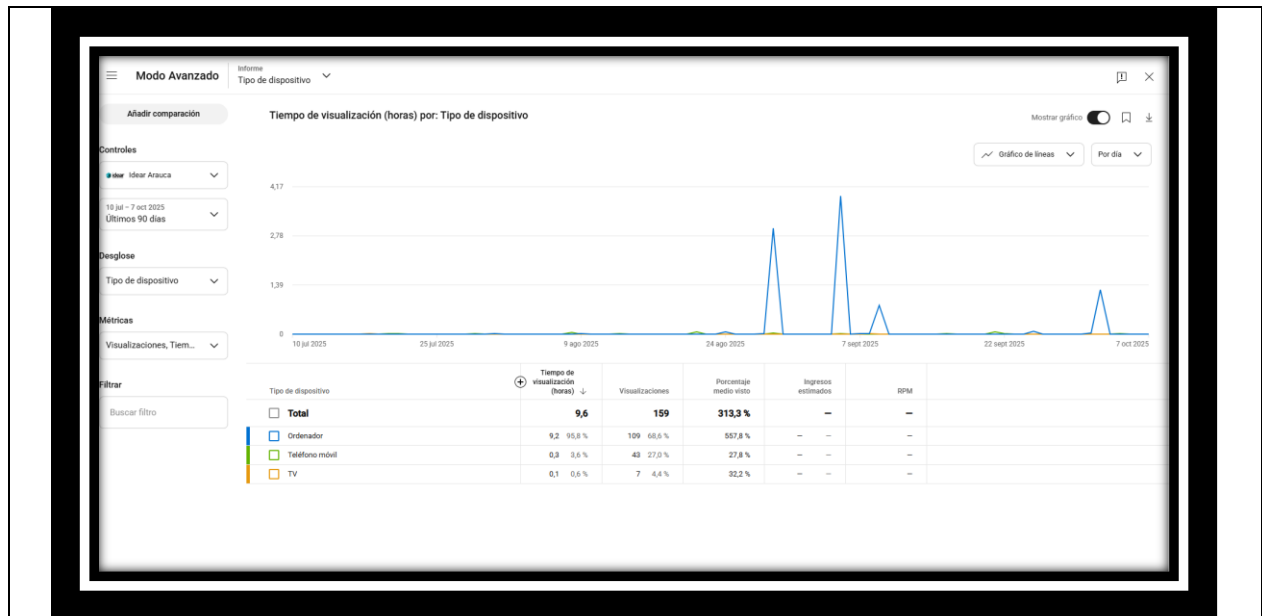 Modo Avanzado
Informe
Tipo de dispositivo
Añadir comparación
Tiempo de visualización (horas) por: Tipo de dispositivo
Mostrar gráfico
Controles
Idear Idear Arauca
Gráfico de líneas
Por día
10 jul – 7 oct 2025
Últimos 90 días
Desglose
Tipo de dispositivo
Métricas
Visualizaciones, Tiem...
Filtrar
Buscar filtro
4,17
2,78
1,39
0
10 jul 2025 25 jul 2025 9 ago 2025 24 ago 2025 7 sept 2025 22 sept 2025 7 oct 2025
Tipo de dispositivo
Tiempo de
visualización
(horas)
Visualizaciones
Porcentaje
medio visto
Ingresos
estimados
RPM
Total 9,6 159 313,3 % — —
Ordenador 9,2 95,8 % 109 68,6 % 557,8 % — — —
Teléfono móvil 0,3 3,6 % 43 27,0 % 27,8 % — — —
TV 0,1 0,6 % 7 4,4 % 32,2 % — — —